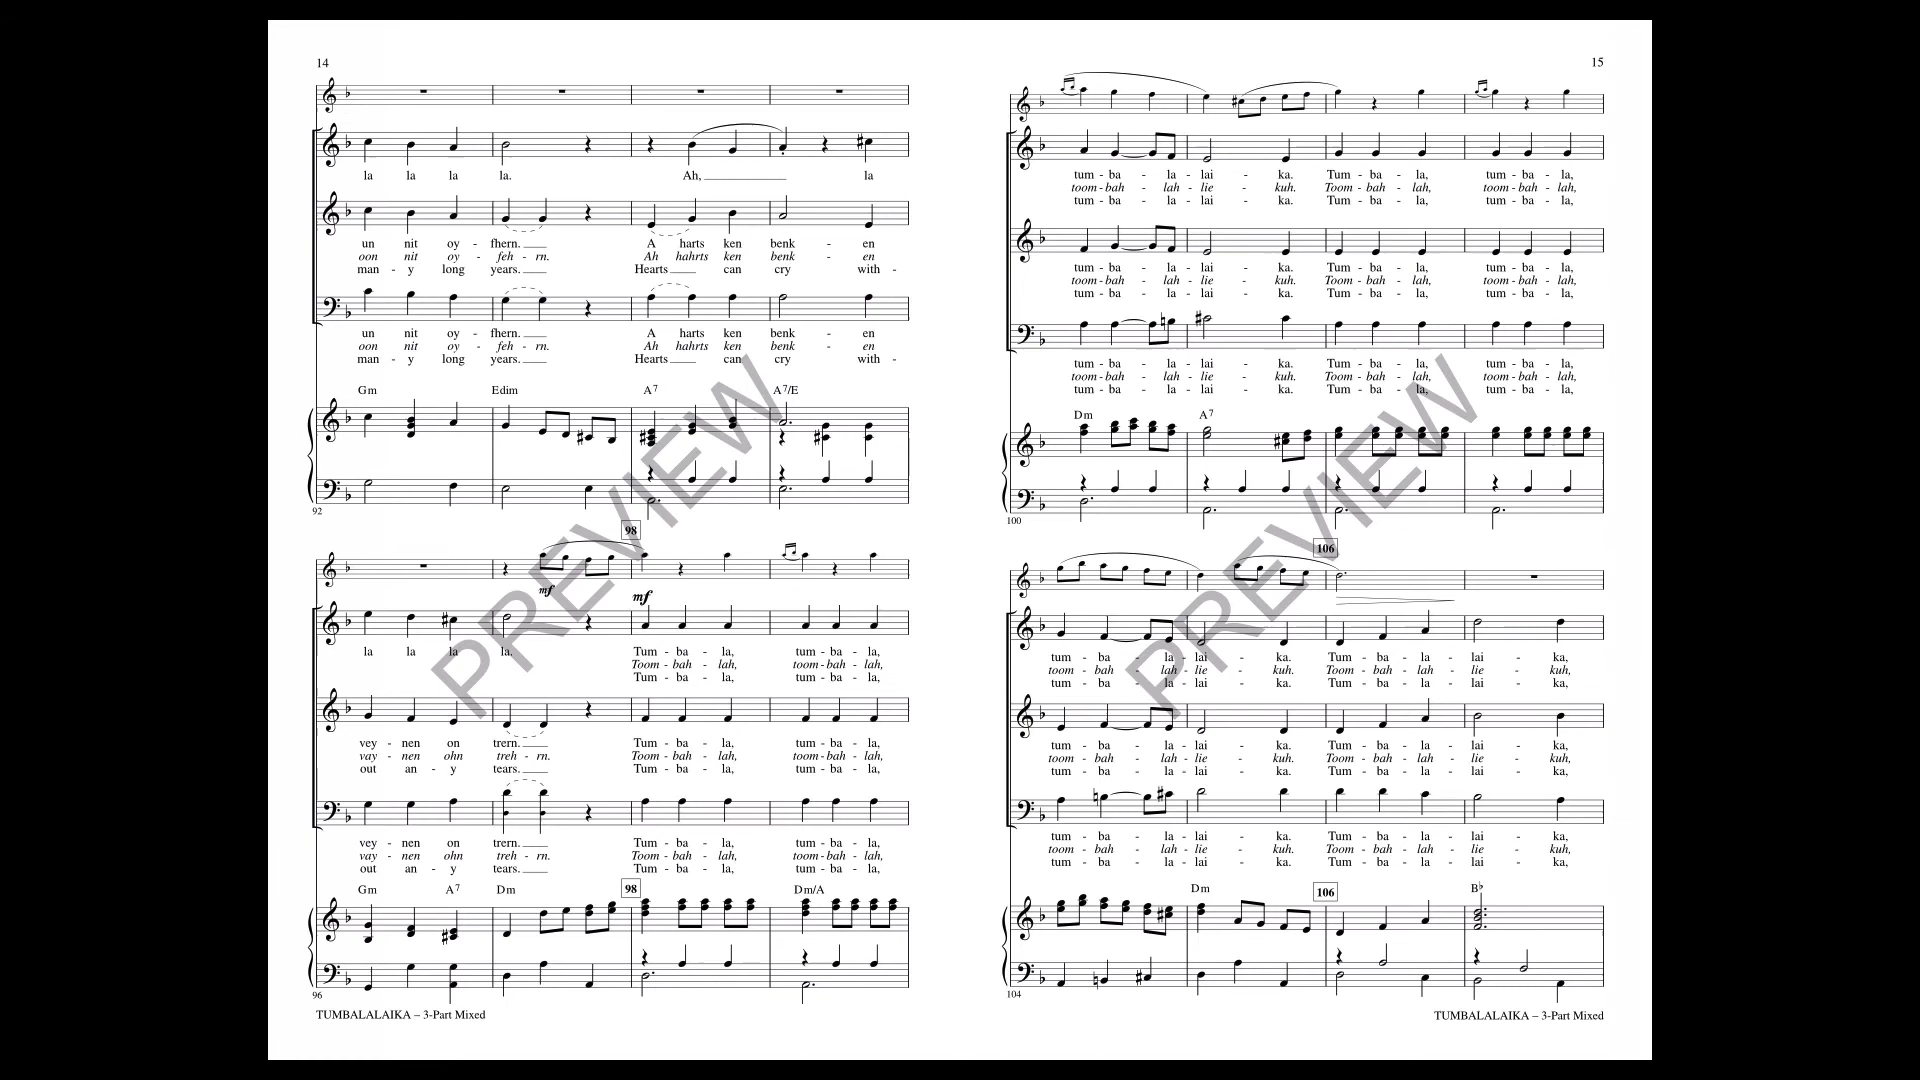 14
la la la la. Ah, la
un nit oy - fhern. A harts ken benk - en
oon nit oy - feh - rn. Ah hahrts ken benk - en
man - y long years. Hearts can cry with -
un nit oy - fhern. A harts ken benk - en
oon nit oy - feh - rn. Ah hahrts ken benk - en
man - y long years. Hearts can cry with -
Gm Edim A7 A7/E
92
98
mf
mf
la la la la. Tum - ba - la, tum - ba - la,
Toom - bah - lah, toom - bah - lah,
Tum - ba - la, tum - ba - la,
vey - nen on trern. Tum - ba - la, tum - ba - la,
vay - nen ohn treh - rn. Toom - bah - lah, toom - bah - lah,
out an - y tears. Tum - ba - la, tum - ba - la,
vey - nen on trern. Tum - ba - la, tum - ba - la,
vay - nen ohn treh - rn. Toom - bah - lah, toom - bah - lah,
out an - y tears. Tum - ba - la, tum - ba - la,
Gm A7 Dm 98 Dm/A
96
TUMBALALAIKA – 3-Part Mixed
PREVIEW
15
tum - ba - la - lai - ka. Tum - ba - la, tum - ba - la,
toom - bah - lah - lie - kuh. Toom - bah - lah, toom - bah - lah,
tum - ba - la - lai - ka. Tum - ba - la, tum - ba - la,
tum - ba - la - lai - ka. Tum - ba - la, tum - ba - la,
toom - bah - lah - lie - kuh. Toom - bah - lah, toom - bah - lah,
tum - ba - la - lai - ka. Tum - ba - la, tum - ba - la,
tum - ba - la - lai - ka. Tum - ba - la, tum - ba - la,
toom - bah - lah - lie - kuh. Toom - bah - lah, toom - bah - lah,
tum - ba - la - lai - ka. Tum - ba - la, tum - ba - la,
Dm A7
100
106
tum - ba - la - lai - ka. Tum - ba - la - lai - ka,
toom - bah - lah - lie - kuh. Toom - bah - lah - lie - kuh,
tum - ba - la - lai - ka. Tum - ba - la - lai - ka,
tum - ba - la - lai - ka. Tum - ba - la - lai - ka,
toom - bah - lah - lie - kuh. Toom - bah - lah - lie - kuh,
tum - ba - la - lai - ka. Tum - ba - la - lai - ka,
tum - ba - la - lai - ka. Tum - ba - la - lai - ka,
toom - bah - lah - lie - kuh. Toom - bah - lah - lie - kuh,
tum - ba - la - lai - ka. Tum - ba - la - lai - ka,
Dm 106 B♭
104
TUMBALALAIKA – 3-Part Mixed
PREVIEW